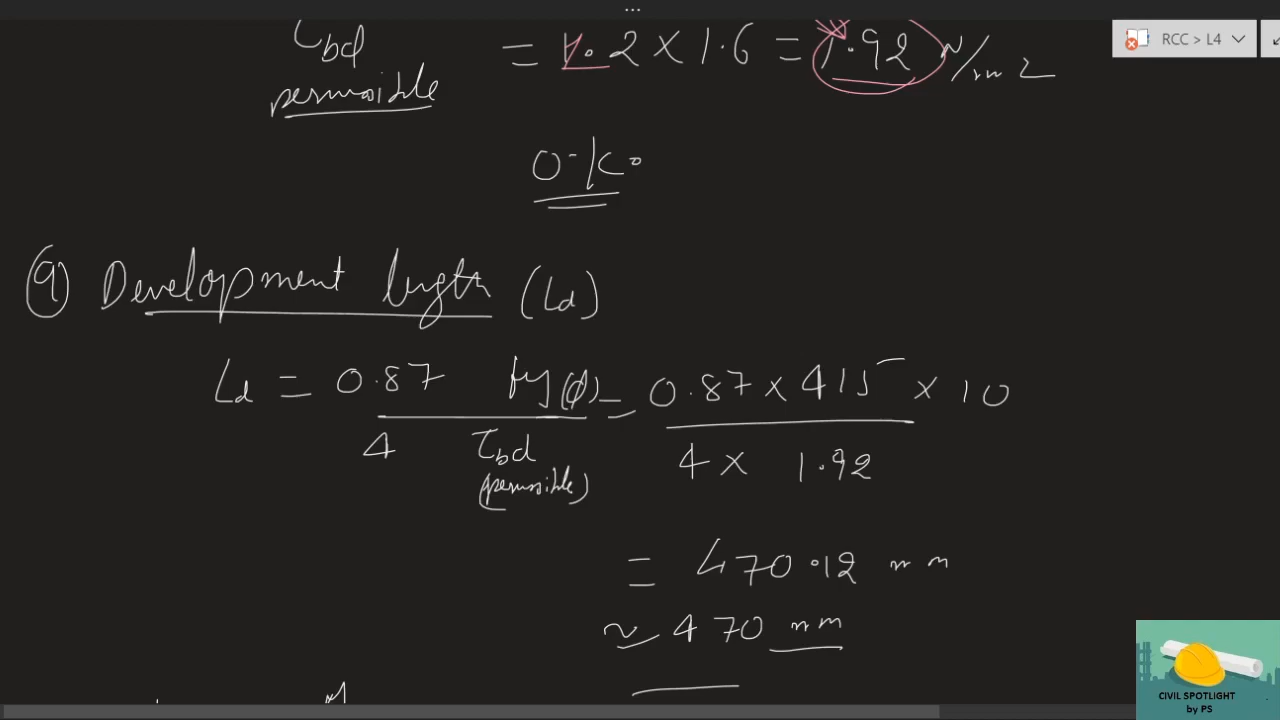 τbd = 1.2 × 1.6 = 1.92 N/mm2
permissible
RCC > L4
O.K.
9 Development length (Ld)
Ld = 0.87 fy(ϕ) = 0.87 × 415 × 10
4 τbd 4 × 1.92
(permissible)
= 470.12 mm
≈ 470 mm
CIVIL SPOTLIGHT
by PS